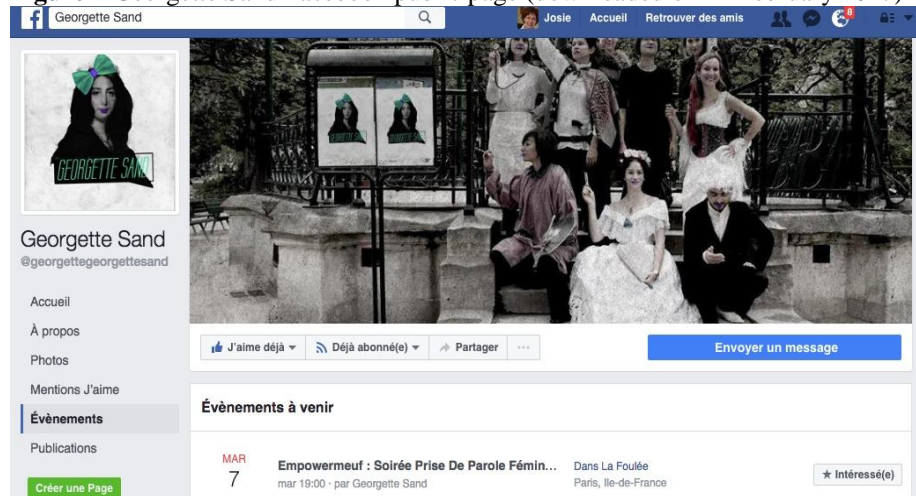 Georgette Sand
Josie Accueil Retrouver des amis
8
GEORGETTE SAND
Georgette Sand
@georgettegeorgettesand
Accueil
À propos
Photos
Mentions J'aime
Évènements
Publications
Créer une Page
J'aime déjà
Déjà abonné(e)
Partager
Envoyer un message
Évènements à venir
MAR
7
Empowermeuf : Soirée Prise De Parole Fémin...
mar 19:00 · par Georgette Sand
Dans La Foulée
Paris, Ile-de-France
Intéressé(e)